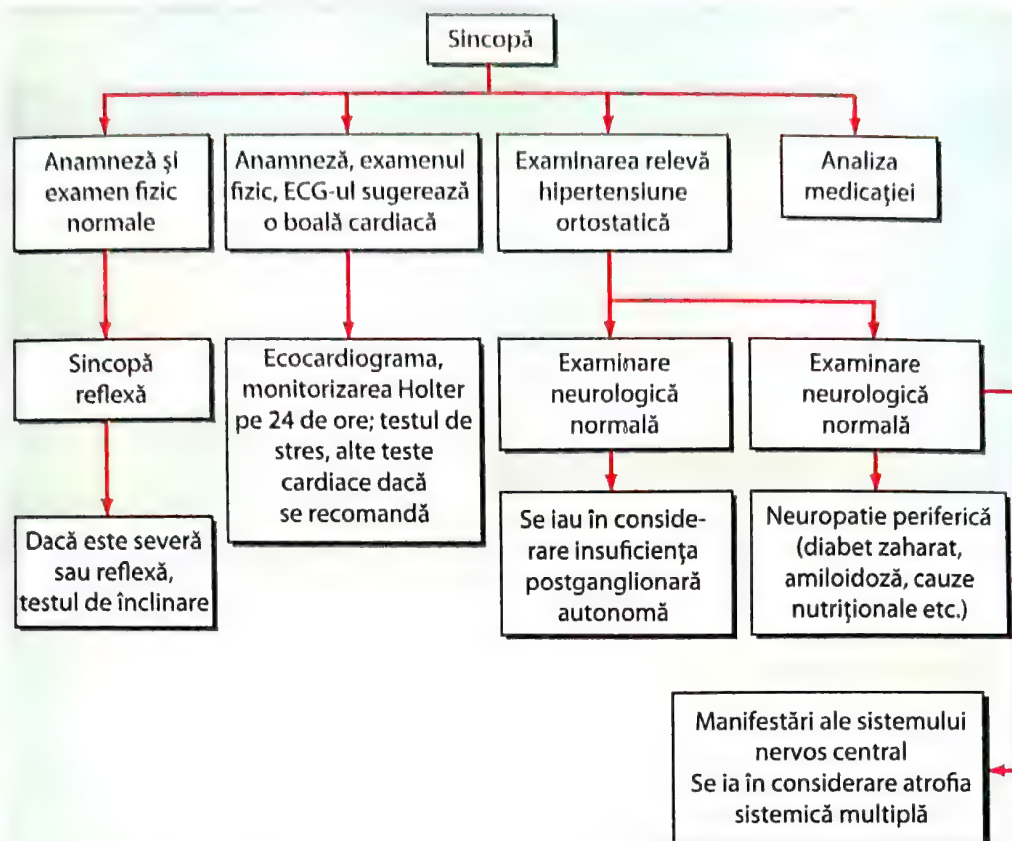 Sincopă
Anamneză și
examen fizic
normale
Anamneză, examenul
fizic, ECG-ul sugerează
o boală cardiacă
Examinarea relevă
hipertensiune
ortostatică
Analiza
medicației
Sincopă
reflexă
Ecocardiograma,
monitorizarea Holter
pe 24 de ore; testul de
stres, alte teste
cardiace dacă
se recomandă
Examinare
neurologică
normală
Examinare
neurologică
normală
Dacă este severă
sau reflexă,
testul de înclinare
Se iau în conside-
rare insuficiența
postganglionară
autonomă
Neuropatie periferică
(diabet zaharat,
amiloidoză, cauze
nutriționale etc.)
Manifestări ale sistemului
nervos central
Se ia în considerare atrofia
sistemică multiplă